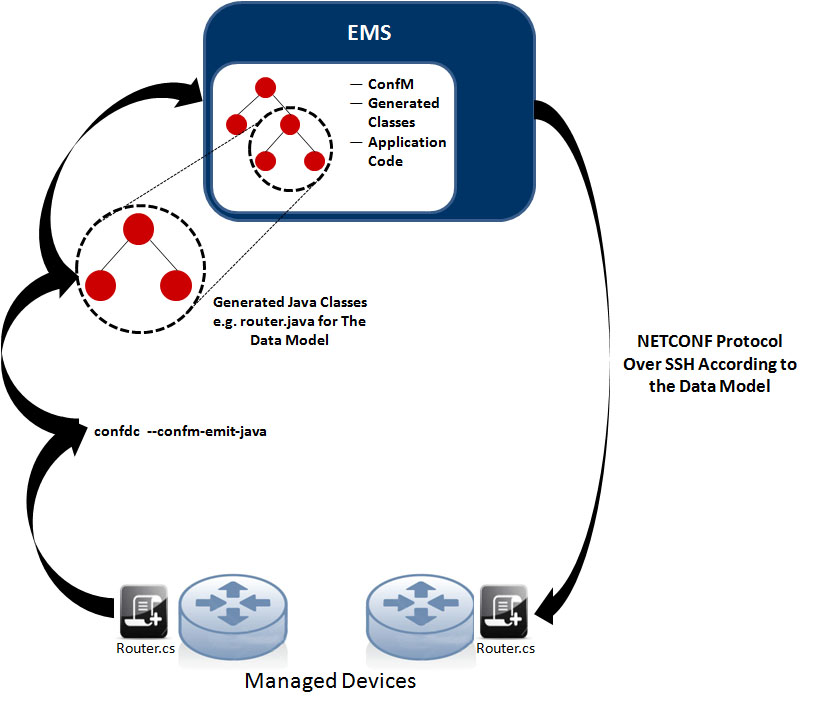 EMS
— ConfM
— Generated
Classes
— Application
Code
Generated Java Classes
e.g. router.java for The
Data Model
NETCONF Protocol
Over SSH According to
the Data Model
confdc --confm-emit-java
Router.cs
Router.cs
Managed Devices